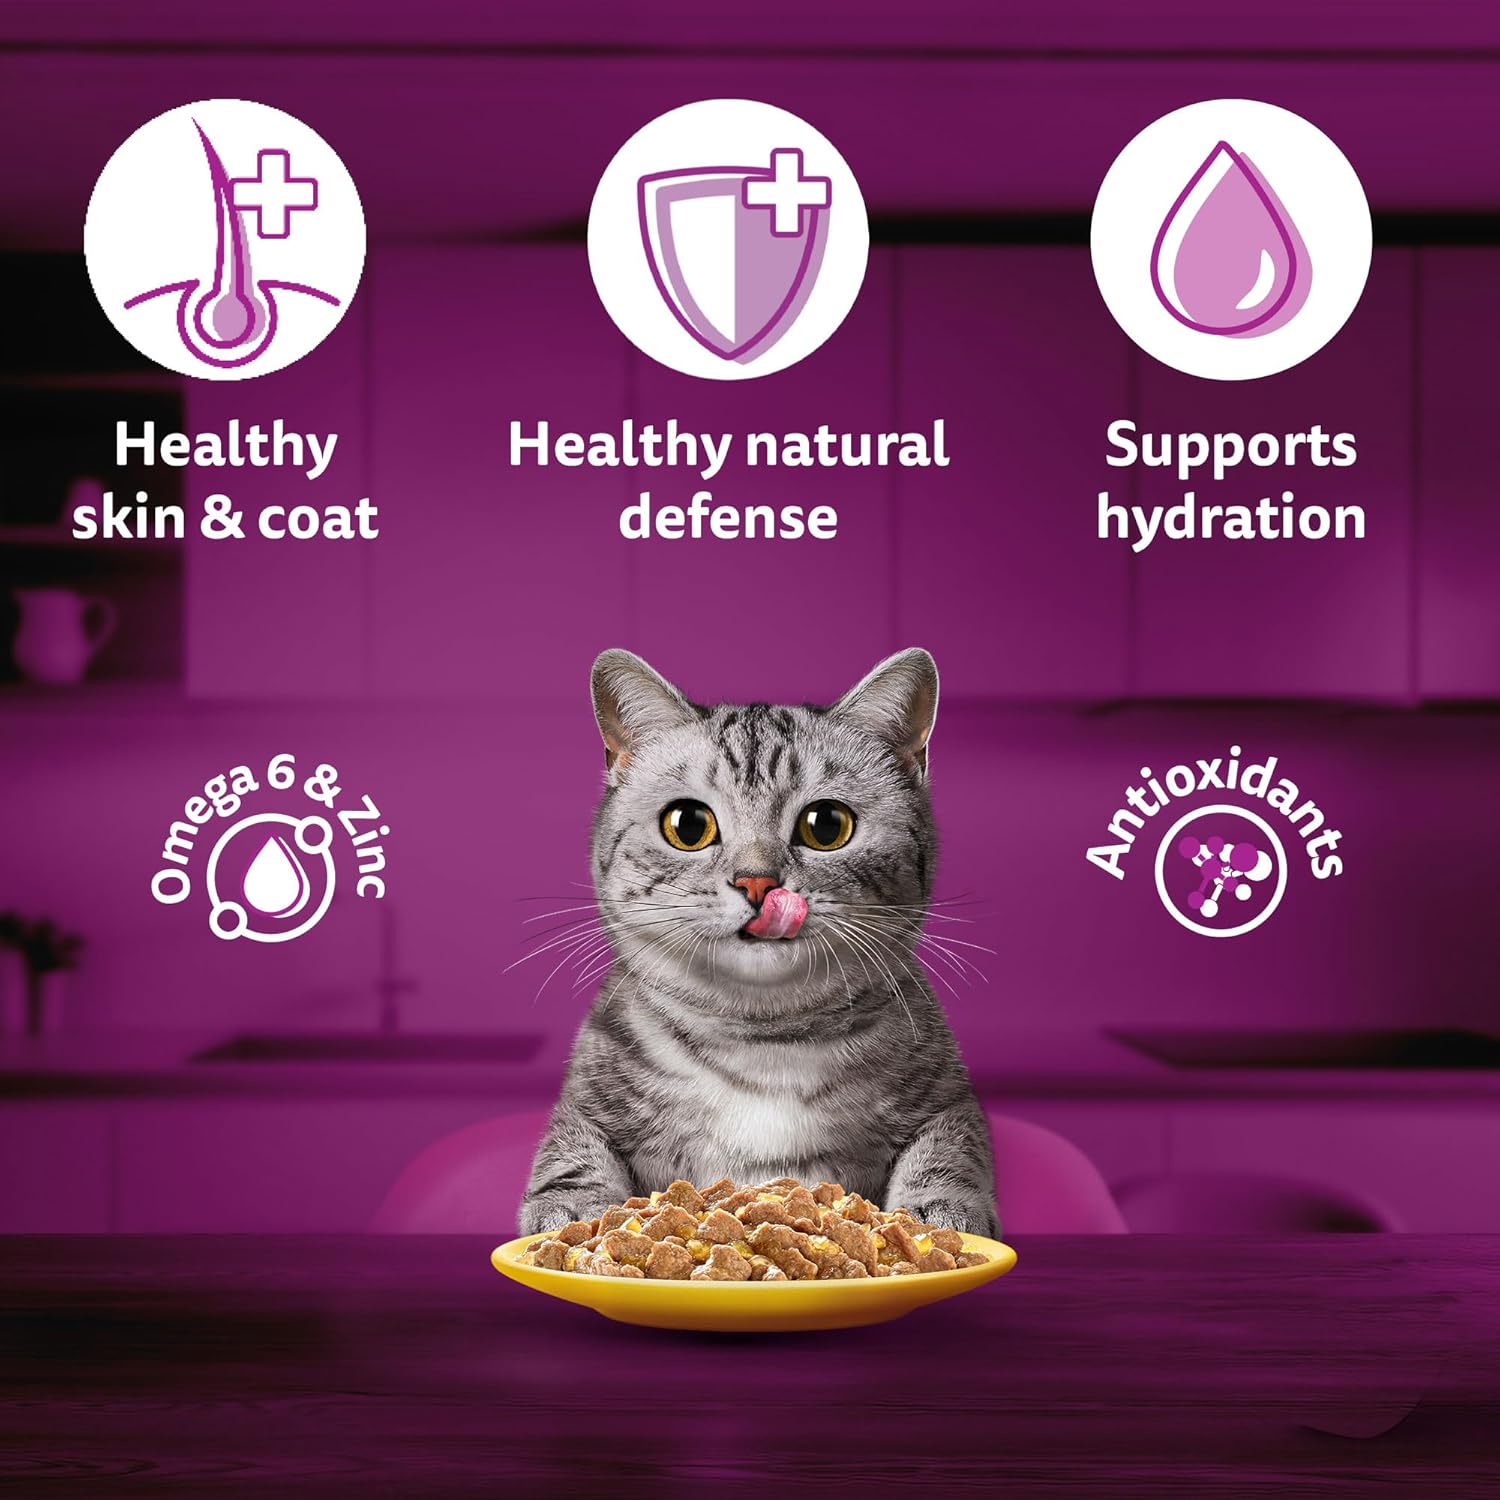 Healthy
skin & coat
Healthy natural
defense
Supports
hydration
Omega 6 & Zinc
Antioxidants